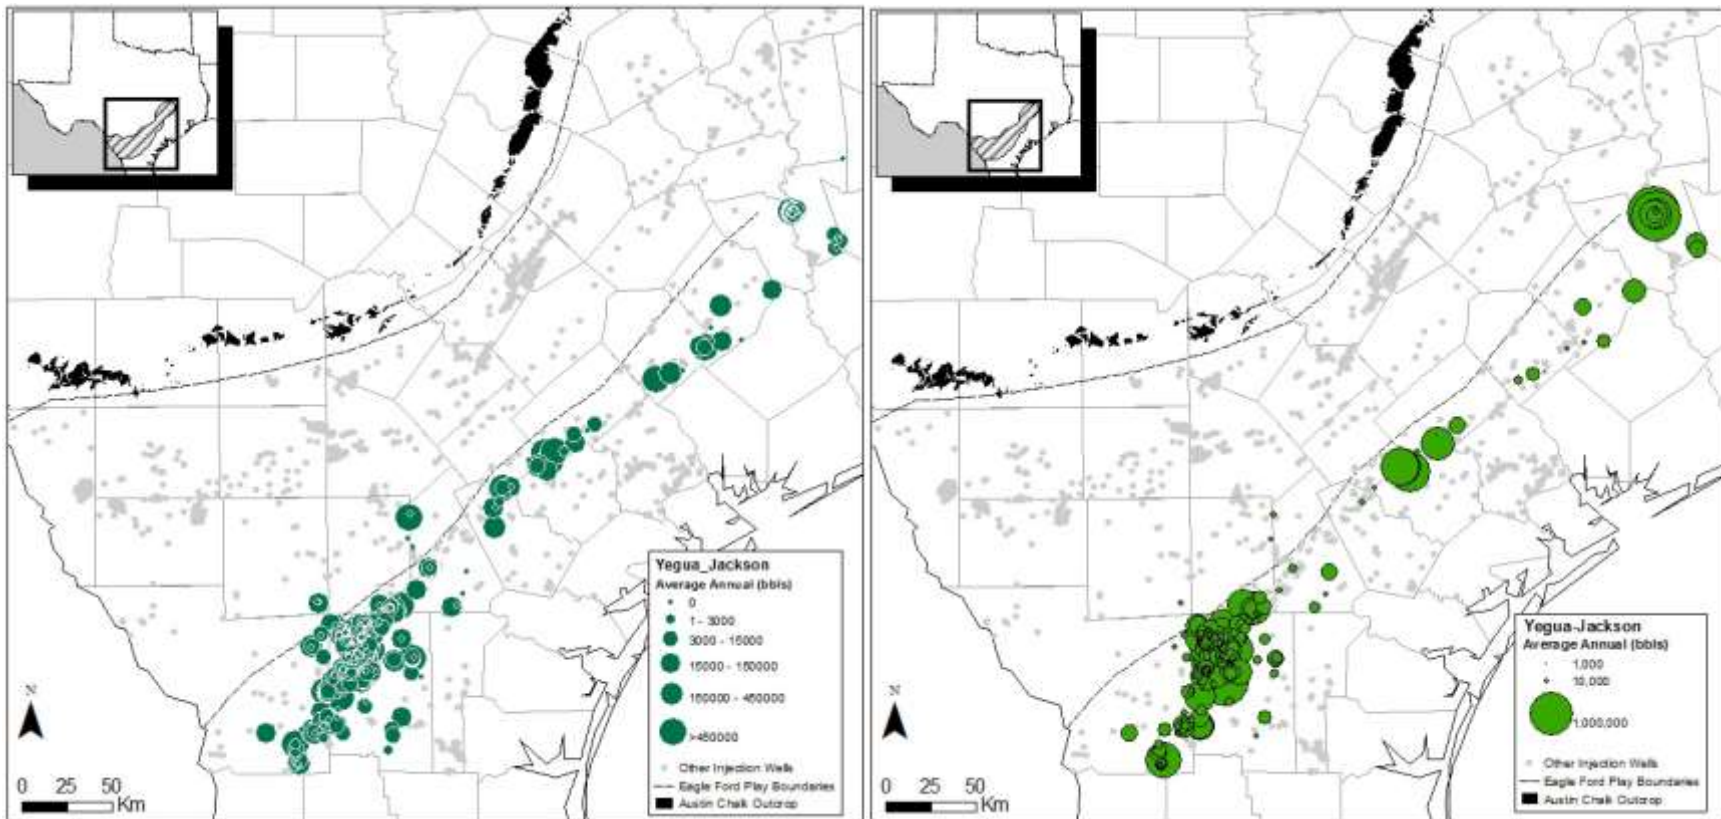 Yegua_Jackson
Average Annual (bbls)
0
1 - 3000
3000 - 15000
15000 - 150000
150000 - 450000
>450000
Other Injection Wells
Eagle Ford Play Boundaries
Austin Chalk Outcrop
N
0 25 50
Km
Yegua-Jackson
Average Annual (bbls)
1,000
10,000
1,000,000
Other Injection Wells
Eagle Ford Play Boundaries
Austin Chalk Outcrop
N
0 25 50
Km